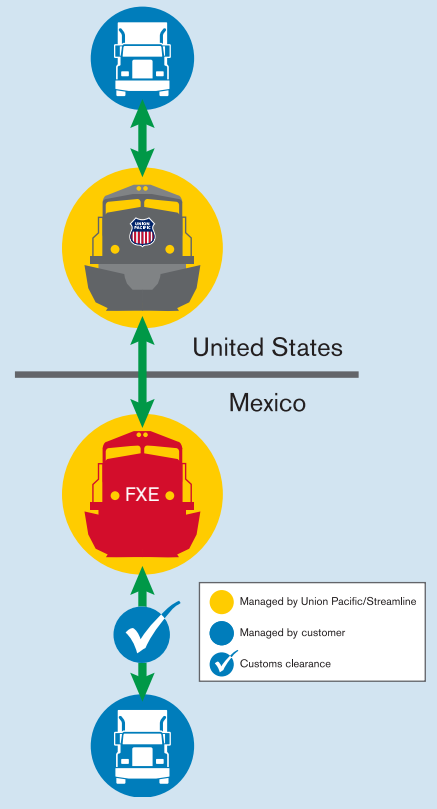 UNION
PACIFIC
United States
Mexico
FXE
Managed by Union Pacific/Streamline
Managed by customer
Customs clearance